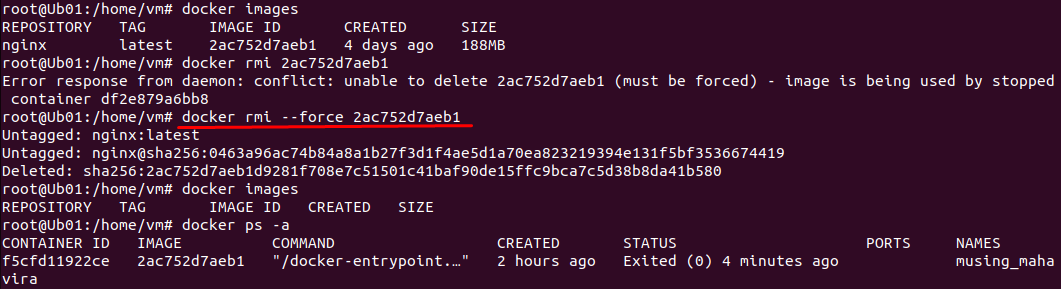 root@Ub01:/home/vm# docker images
REPOSITORY TAG IMAGE ID CREATED SIZE
nginx latest 2ac752d7aeb1 4 days ago 188MB
root@Ub01:/home/vm# docker rmi 2ac752d7aeb1
Error response from daemon: conflict: unable to delete 2ac752d7aeb1 (must be forced) - image is being used by stopped
container df2e879a6bb8
root@Ub01:/home/vm# docker rmi --force 2ac752d7aeb1
Untagged: nginx:latest
Untagged: nginx@sha256:0463a96ac74b84a8a1b27f3d1f4ae5d1a70ea823219394e131f5bf3536674419
Deleted: sha256:2ac752d7aeb1d9281f708e7c51501c41baf90de15ffc9bca7c5d38b8da41b580
root@Ub01:/home/vm# docker images
REPOSITORY TAG IMAGE ID CREATED SIZE
root@Ub01:/home/vm# docker ps -a
CONTAINER ID IMAGE COMMAND CREATED STATUS PORTS NAMES
f5cfd11922ce 2ac752d7aeb1 "/docker-entrypoint.…" 2 hours ago Exited (0) 4 minutes ago musing_maha
vira